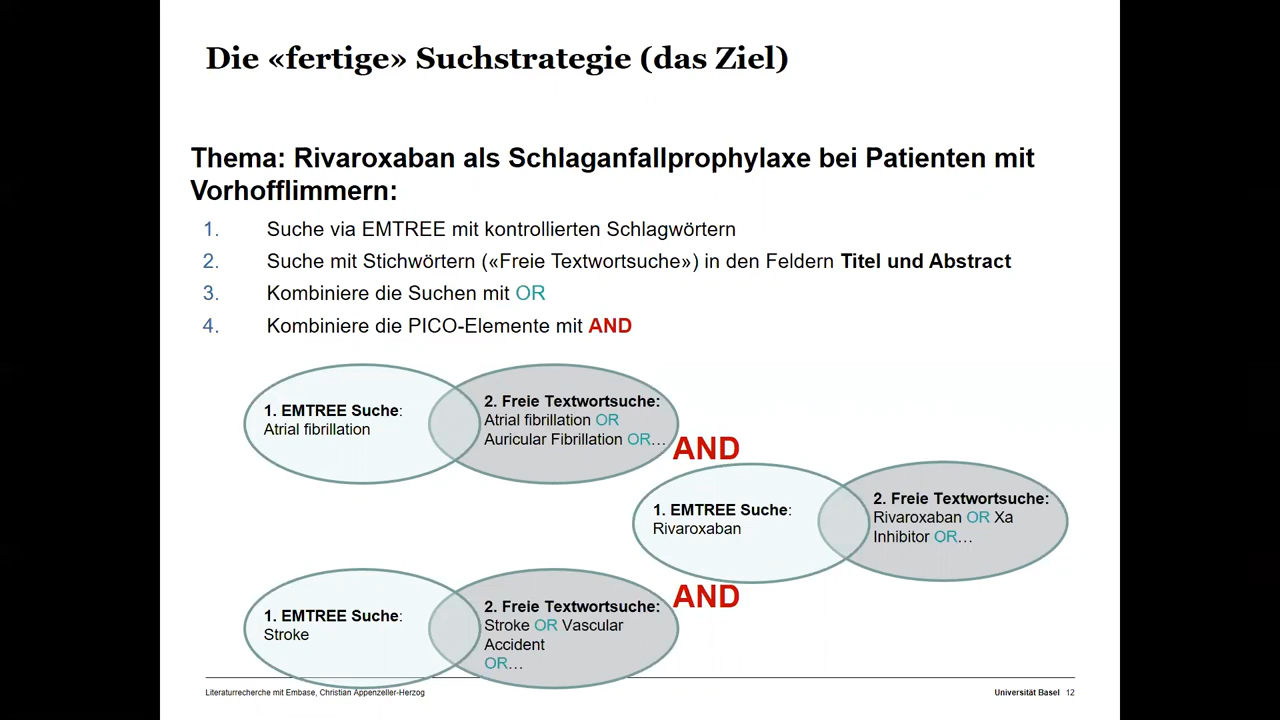 Die «fertige» Suchstrategie (das Ziel)
Thema: Rivaroxaban als Schlaganfallprophylaxe bei Patienten mit
Vorhofflimmern:
1. Suche via EMTREE mit kontrollierten Schlagwörtern
2. Suche mit Stichwörtern («Freie Textwortsuche») in den Feldern Titel und Abstract
3. Kombiniere die Suchen mit OR
4. Kombiniere die PICO-Elemente mit AND
1. EMTREE Suche:
Atrial fibrillation
2. Freie Textwortsuche:
Atrial fibrillation OR
Auricular Fibrillation OR…
AND
1. EMTREE Suche:
Rivaroxaban
2. Freie Textwortsuche:
Rivaroxaban OR Xa
Inhibitor OR…
AND
1. EMTREE Suche:
Stroke
2. Freie Textwortsuche:
Stroke OR Vascular
Accident
OR…
Literaturrecherche mit Embase, Christian Appenzeller-Herzog
Universität Basel 12